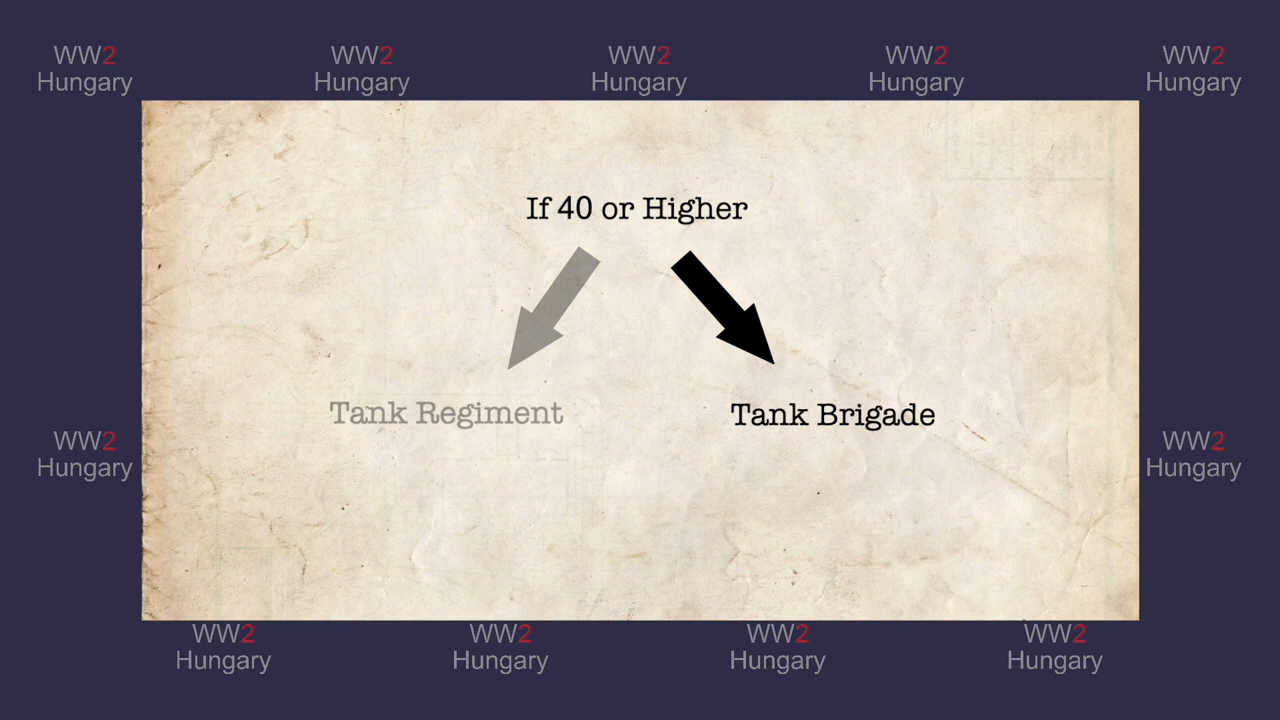 WW2 WW2 WW2 WW2 WW2
Hungary Hungary Hungary Hungary Hungary
If 40 or Higher
Tank Regiment Tank Brigade
WW2 WW2
Hungary Hungary
WW2 WW2 WW2 WW2
Hungary Hungary Hungary Hungary